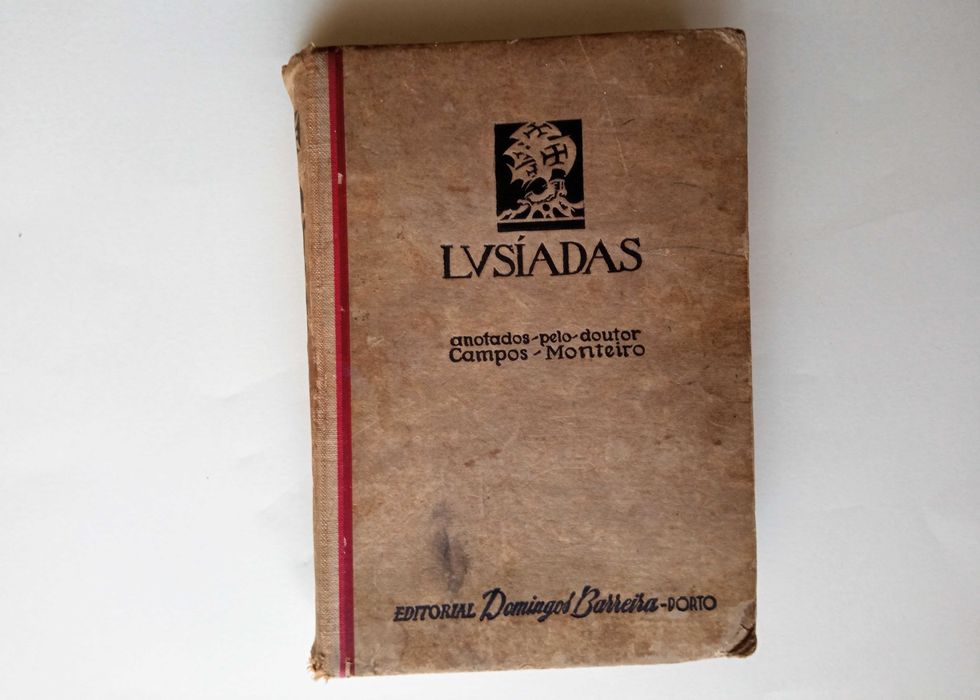 LVSÍADAS
anotados-pelo-doutor
Campos-Monteiro
EDITORIAL Domingos Barreira-PORTO